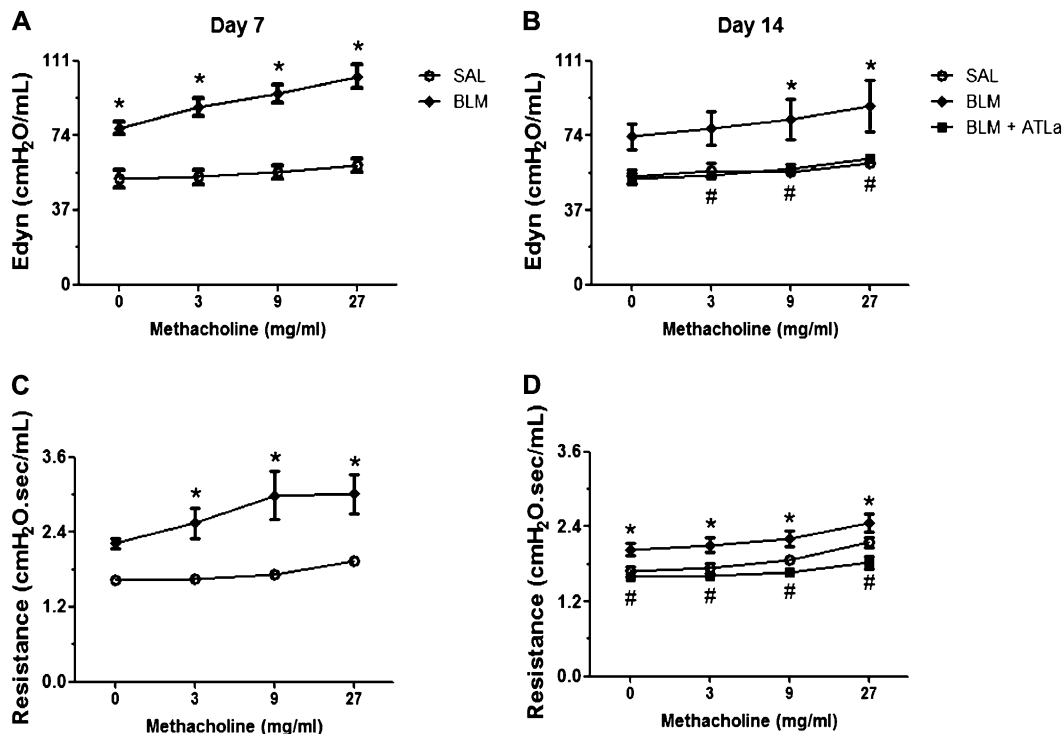 A
Day 7
Edyn (cmH₂O/mL)
111
74
37
0
*
*
*
*
0
3
9
27
Methacholine (mg/ml)
SAL
BLM
B
Day 14
Edyn (cmH₂O/mL)
111
74
37
0
*
*
#
#
#
0
3
9
27
Methacholine (mg/ml)
SAL
BLM
BLM + ATLa
C
Resistance (cmH₂O.sec/mL)
3.6
2.4
1.2
0.0
*
*
*
0
3
9
27
Methacholine (mg/ml)
D
Resistance (cmH₂O.sec/mL)
3.6
2.4
1.2
0.0
*
*
*
*
#
#
#
#
0
3
9
27
Methacholine (mg/ml)